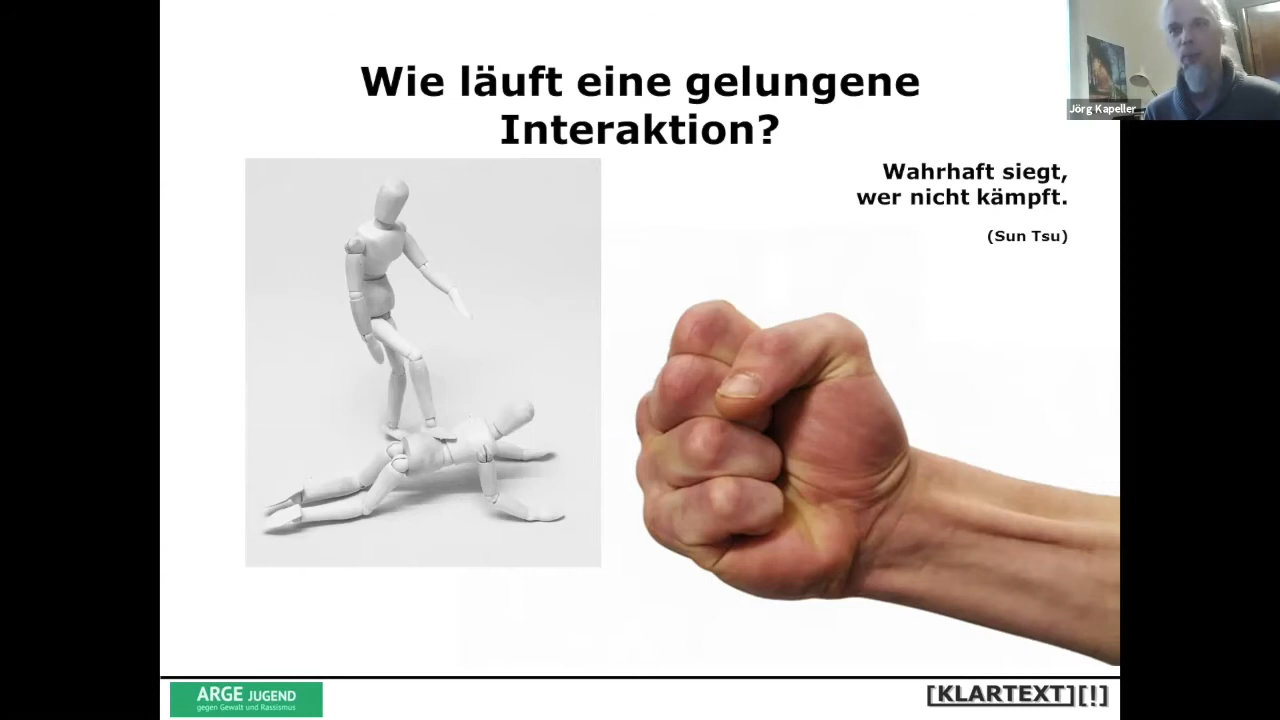 Wie läuft eine gelungene
Interaktion?
Jörg Kapeller
Wahrhaft siegt,
wer nicht kämpft.
(Sun Tsu)
ARGE JUGEND
gegen Gewalt und Rassismus
[KLARTEXT][!]